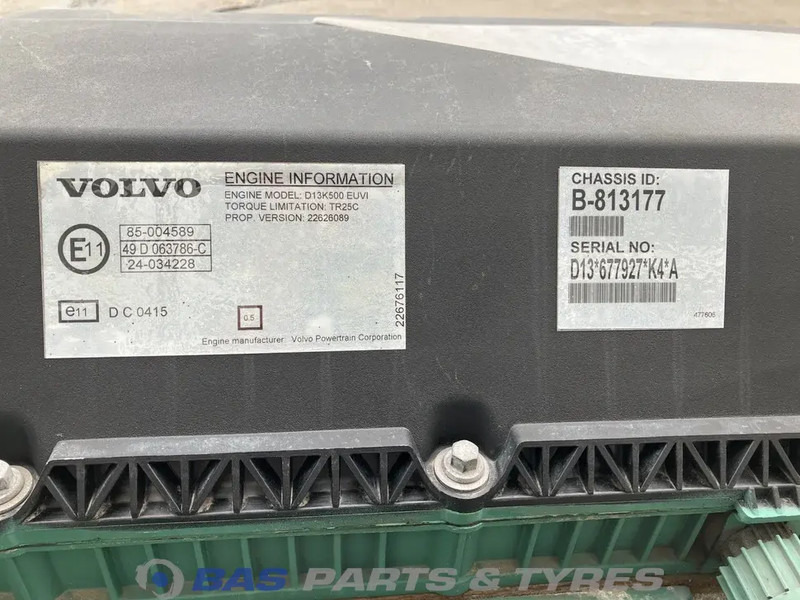 VOLVO
ENGINE INFORMATION
ENGINE MODEL: D13K500 EUVI
TORQUE LIMITATION: TR25C
PROP. VERSION: 22626089
E11
85-004589
49 D 063786-C
24-034228
e11 D C 0415
0.5
22676117
Engine manufacturer Volvo Powertrain Corporation
CHASSIS ID:
B-813177
SERIAL NO:
D13*677927*K4*A
477606
BAS PARTS & TYRES